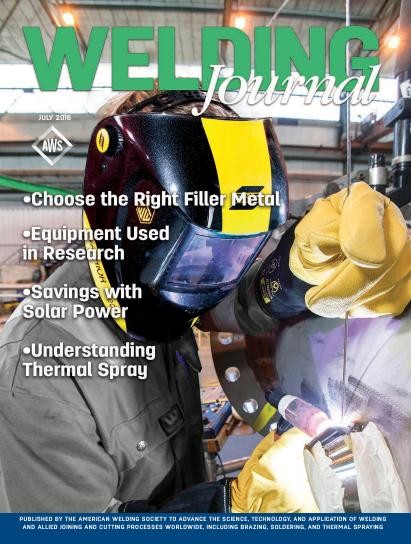 WELDING
Journal
JULY 2016
AWS
•Choose the Right Filler Metal
•Equipment Used
in Research
•Savings with
Solar Power
•Understanding
Thermal Spray
PUBLISHED BY THE AMERICAN WELDING SOCIETY TO ADVANCE THE SCIENCE, TECHNOLOGY, AND APPLICATION OF WELDING
AND ALLIED JOINING AND CUTTING PROCESSES WORLDWIDE, INCLUDING BRAZING, SOLDERING, AND THERMAL SPRAYING